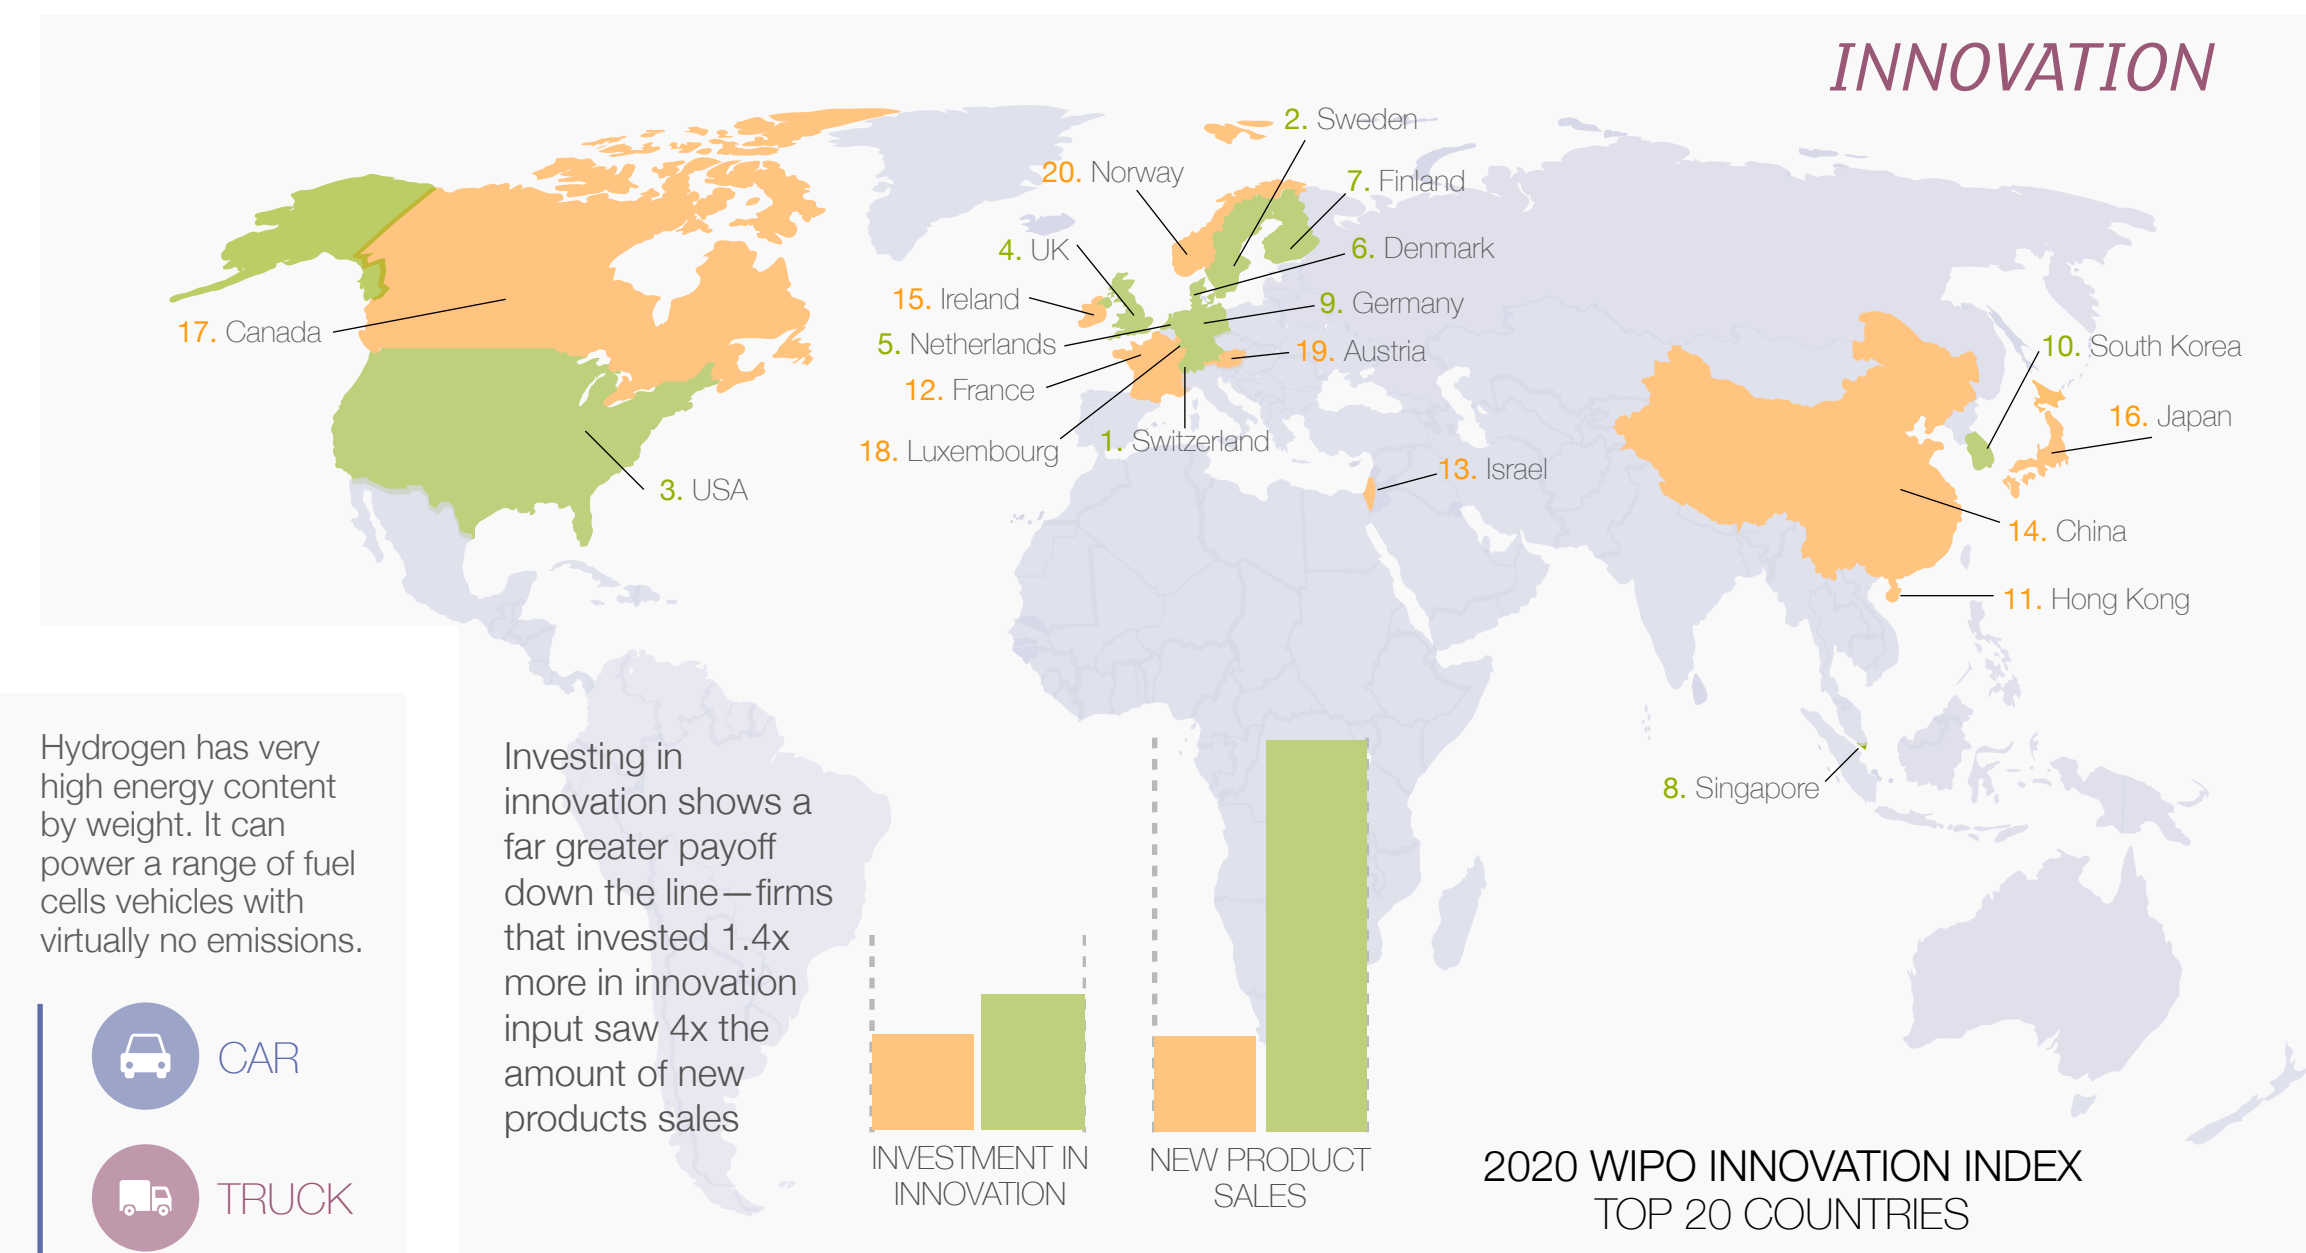 INNOVATION
2. Sweden
20. Norway
7. Finland
4. UK
6. Denmark
15. Ireland
9. Germany
17. Canada
5. Netherlands
19. Austria
10. South Korea
12. France
16. Japan
18. Luxembourg
1. Switzerland
13. Israel
3. USA
14. China
11. Hong Kong
8. Singapore
Hydrogen has very
high energy content
by weight. It can
power a range of fuel
cells vehicles with
virtually no emissions.
CAR
TRUCK
Investing in
innovation shows a
far greater payoff
down the line—firms
that invested 1.4x
more in innovation
input saw 4x the
amount of new
products sales
INVESTMENT IN
INNOVATION
NEW PRODUCT
SALES
2020 WIPO INNOVATION INDEX
TOP 20 COUNTRIES